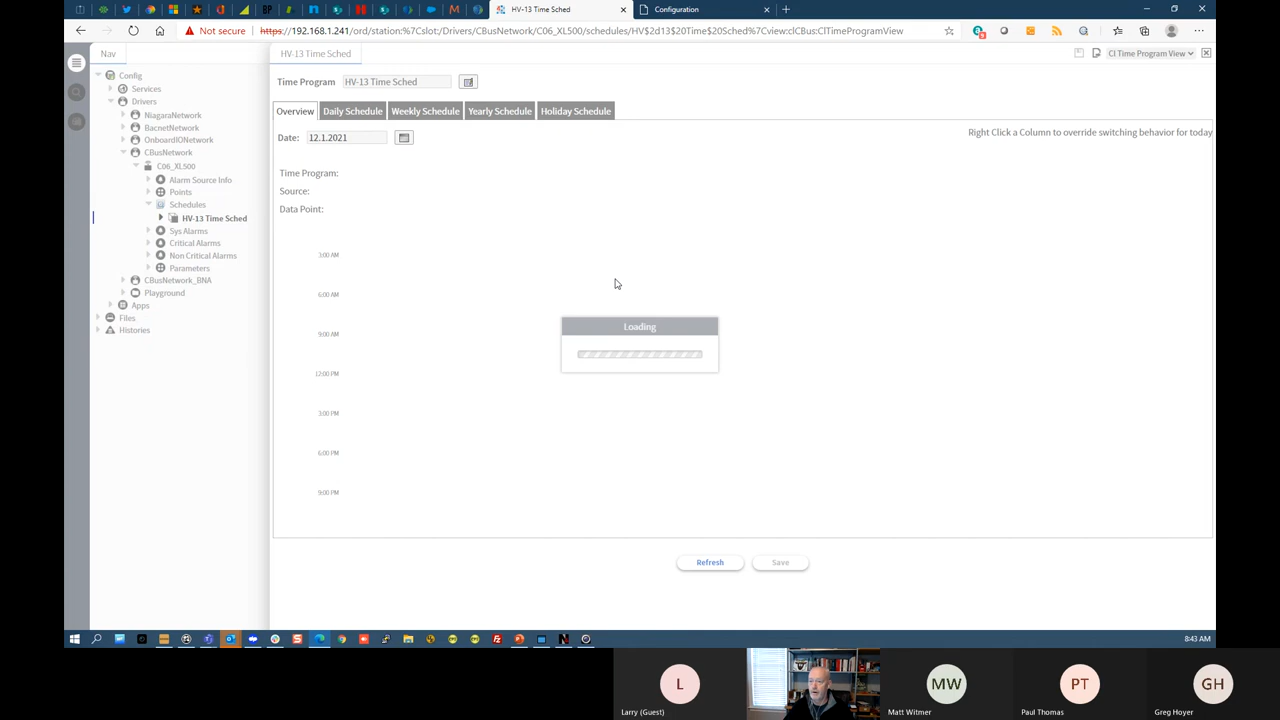 HV-13 Time Sched
Configuration
Not secure
https://192.168.1.241/ord/station:%7Cslot:/Drivers/CBusNetwork/C06_XL500/schedules/HV$2d13$20Time$20Sched%7Cview:clCBus:ClTimeProgramView
Nav
HV-13 Time Sched
CI Time Program View
Config
Services
Drivers
NiagaraNetwork
BacnetNetwork
OnboardIONetwork
CBusNetwork
C06_XL500
Alarm Source Info
Points
Schedules
HV-13 Time Sched
Sys Alarms
Critical Alarms
Non Critical Alarms
Parameters
CBusNetwork_BNA
Playground
Apps
Files
Histories
Time Program HV-13 Time Sched
Overview Daily Schedule Weekly Schedule Yearly Schedule Holiday Schedule
Date: 12.1.2021
Right Click a Column to override switching behavior for today
Time Program:
Source:
Data Point:
3:00 AM
6:00 AM
9:00 AM
12:00 PM
3:00 PM
6:00 PM
9:00 PM
Loading
Refresh Save
8:43 AM
L
MW
PT
GH
Larry (Guest)
Matt Witmer
Paul Thomas
Greg Hoyer